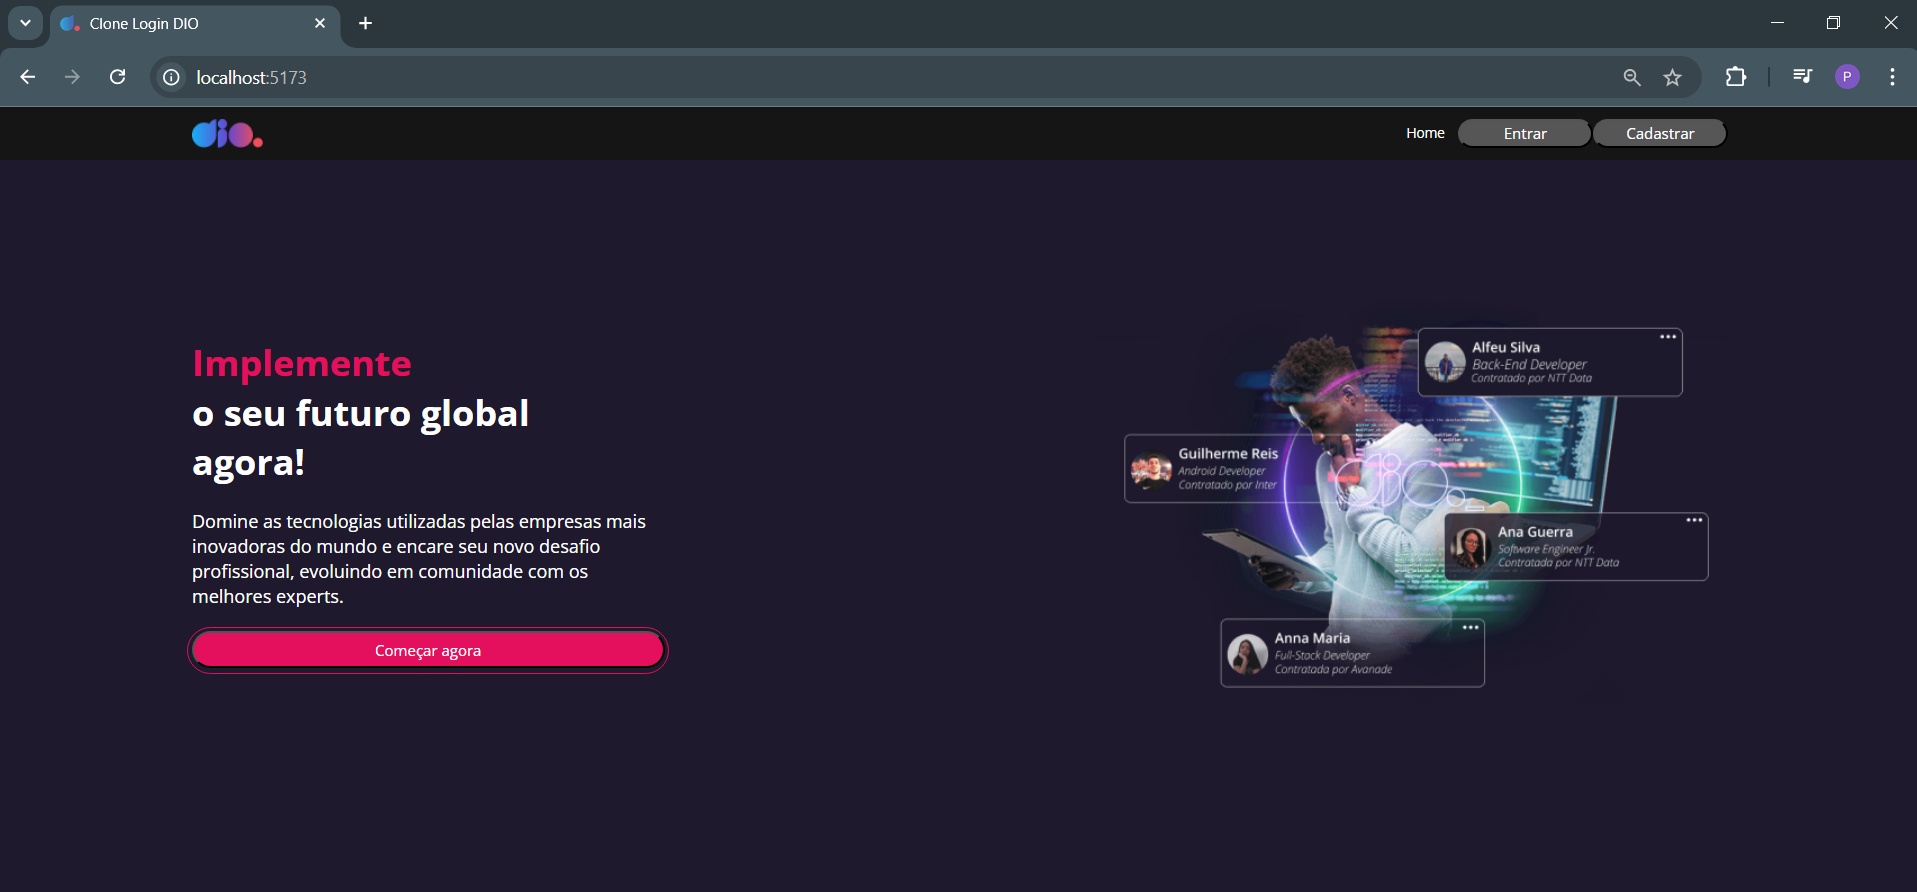 Clone Login DIO
localhost:5173
P
dio.
Home
Entrar
Cadastrar
Implemente
o seu futuro global
agora!
Domine as tecnologias utilizadas pelas empresas mais
inovadoras do mundo e encare seu novo desafio
profissional, evoluindo em comunidade com os
melhores experts.
Começar agora
Alfeu Silva
Back-End Developer
Contratado por NTT Data
Guilherme Reis
Android Developer
Contratado por Inter
dio.
Ana Guerra
Software Engineer Jr.
Contratada por NTT Data
Anna Maria
Full-Stack Developer
Contratada por Avanade